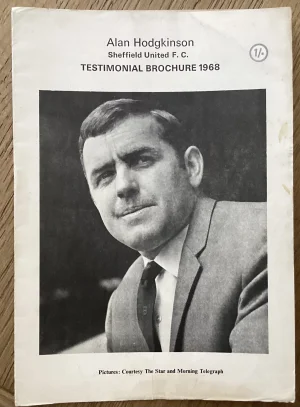 Alan Hodgkinson
Sheffield United F. C.
TESTIMONIAL BROCHURE 1968
1/-
Pictures: Courtesy The Star and Morning Telegraph